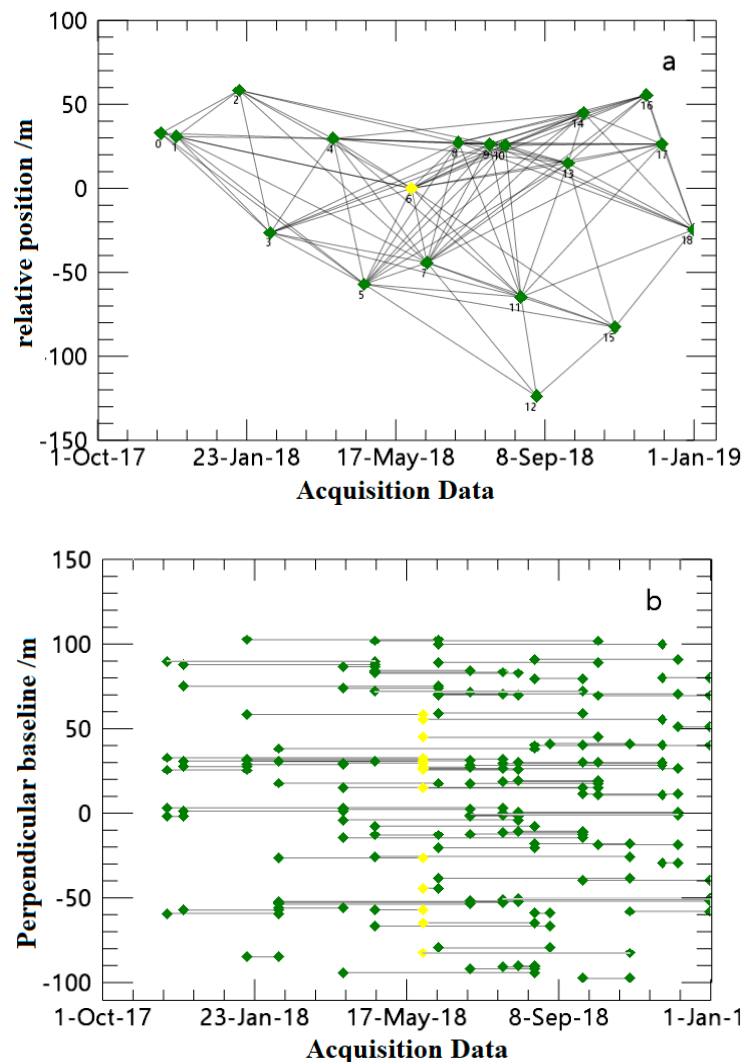 100
a
16
2
50
14
0
1
4
8
9
10
17
13
0
6
3
18
7
-50
5
11
15
-100
12
-150
1-Oct-17
23-Jan-18
17-May-18
8-Sep-18
1-Jan-19
relative position /m
Acquisition Data
150
b
100
50
0
-50
-100
1-Oct-17
23-Jan-18
17-May-18
8-Sep-18
1-Jan-1
Perpendicular baseline /m
Acquisition Data